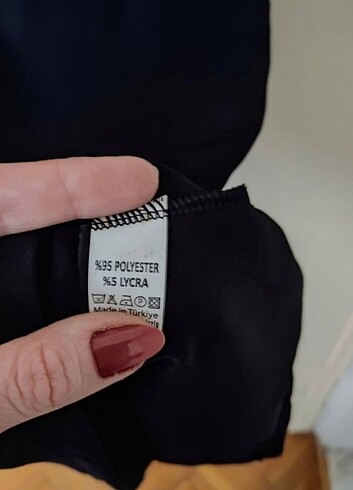 %95 POLYESTER
%5 LYCRA
Made in Türkiye